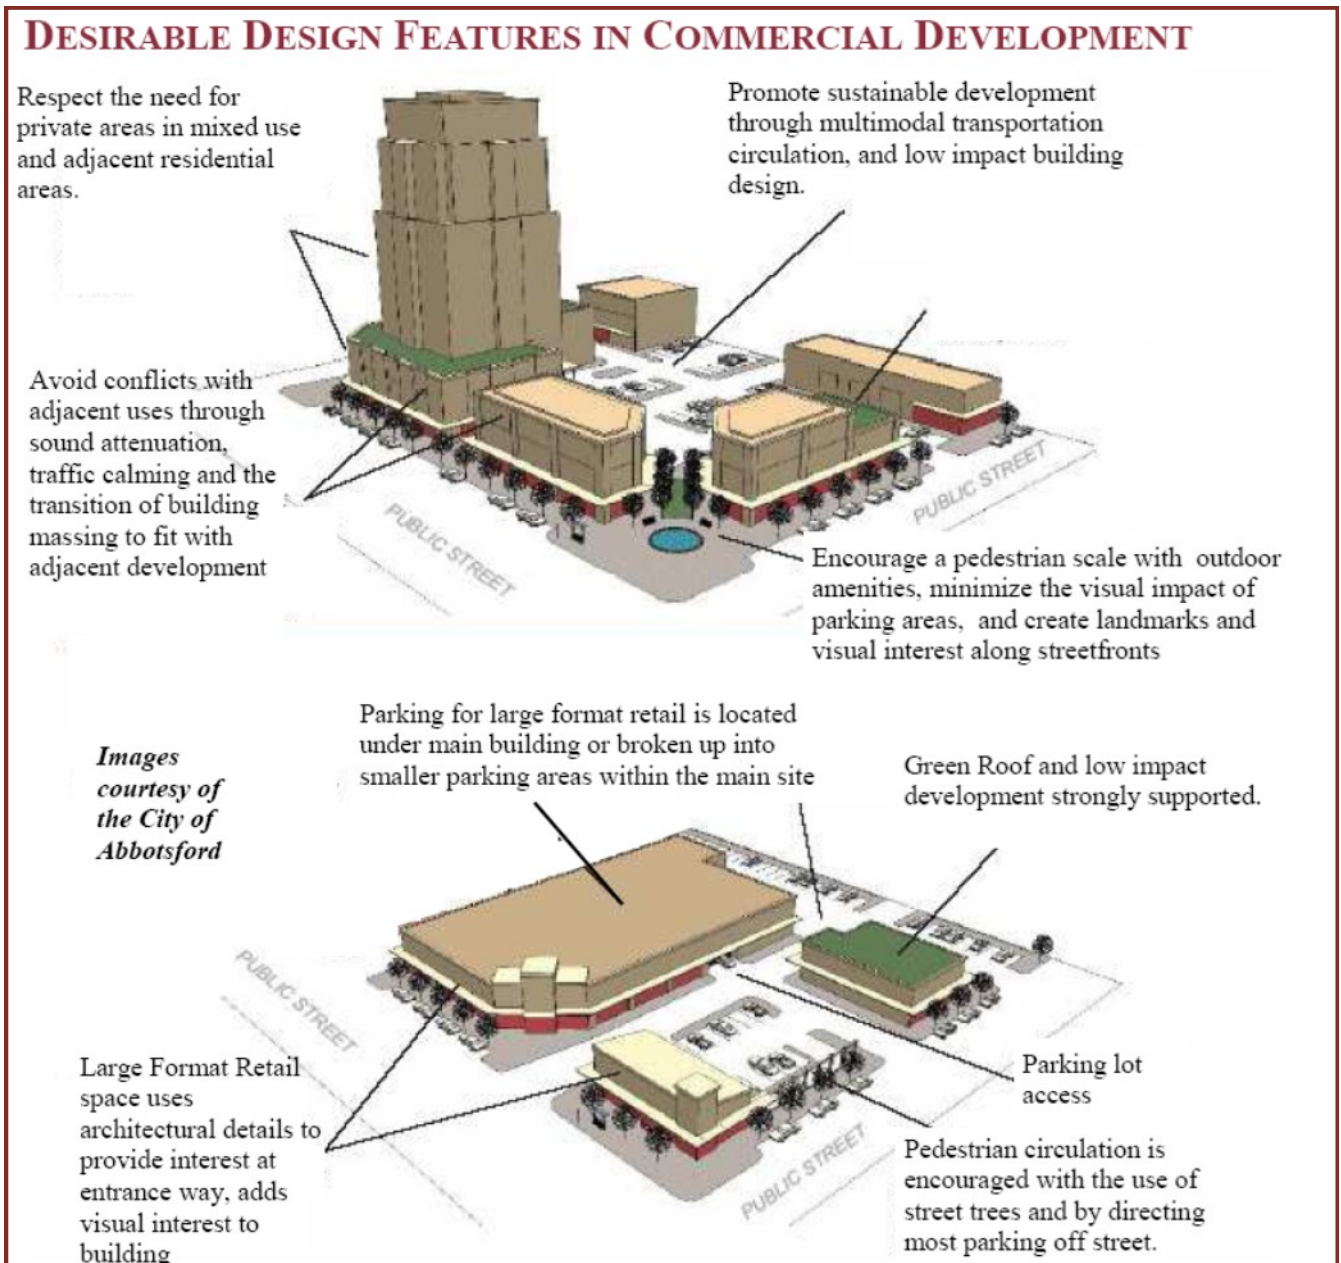 DESIRABLE DESIGN FEATURES IN COMMERCIAL DEVELOPMENT
Respect the need for
private areas in mixed use
and adjacent residential
areas.
Promote sustainable development
through multimodal transportation
circulation, and low impact building
design.
Avoid conflicts with
adjacent uses through
sound attenuation,
traffic calming and the
transition of building
massing to fit with
adjacent development
PUBLIC STREET
PUBLIC STREET
Encourage a pedestrian scale with outdoor
amenities, minimize the visual impact of
parking areas, and create landmarks and
visual interest along streetfronts
Parking for large format retail is located
under main building or broken up into
smaller parking areas within the main site
Images
courtesy of
the City of
Abbotsford
Green Roof and low impact
development strongly supported.
PUBLIC STREET
Large Format Retail
space uses
architectural details to
provide interest at
entrance way, adds
visual interest to
building
Parking lot
access
PUBLIC STREET
Pedestrian circulation is
encouraged with the use of
street trees and by directing
most parking off street.